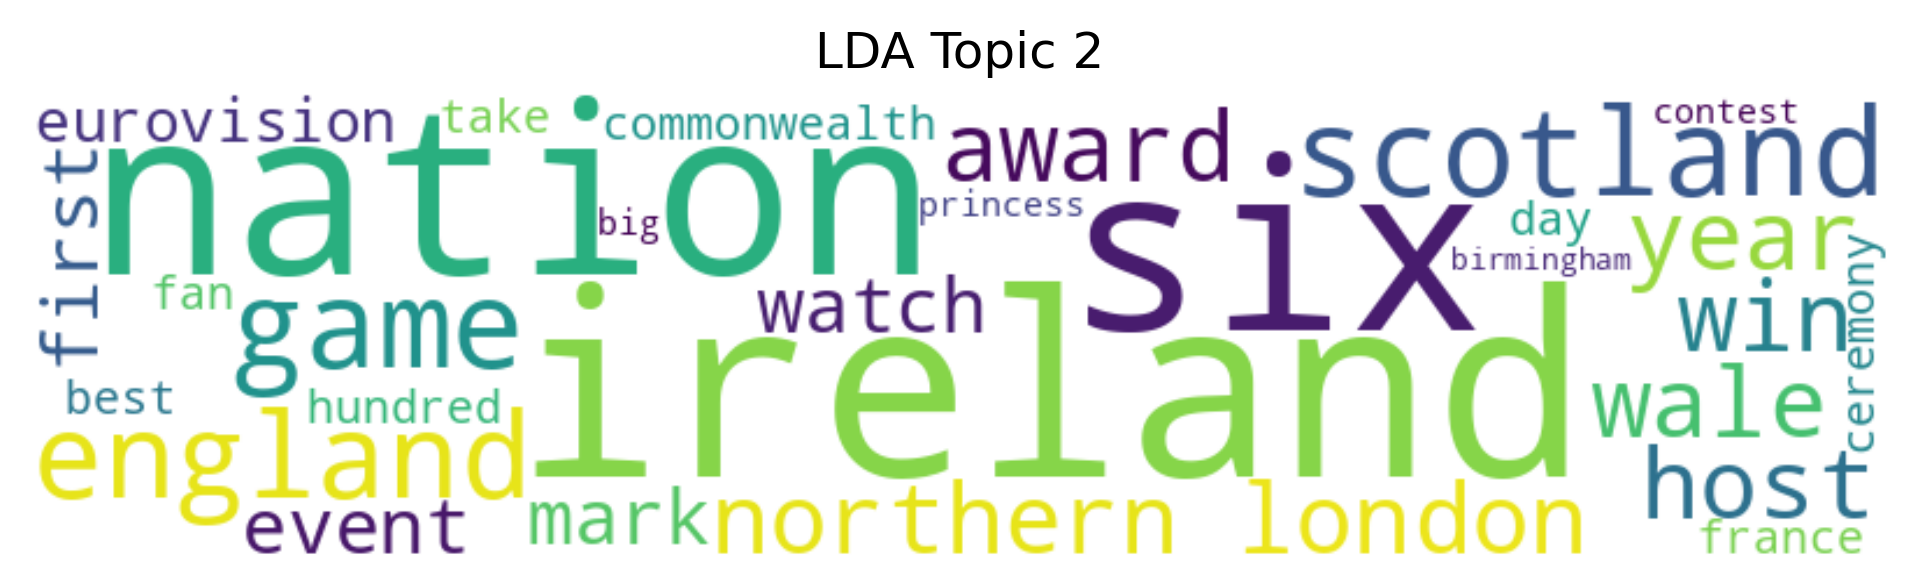 LDA Topic 2
eurovision take commonwealth award scotland contest
first nation big princess six day year
birmingham
fan game watch ireland win ceremony
best hundred wale
england host
event mark northern london france